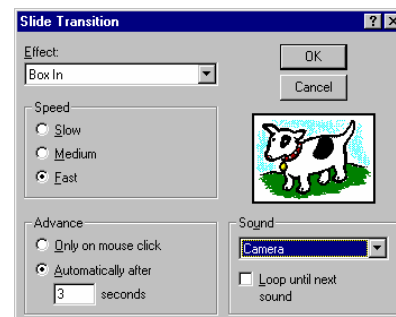 Slide Transition
Effect:
Box In
OK
Cancel
Speed
Slow
Medium
Fast
Advance
Only on mouse click
Automatically after
3 seconds
Sound
Camera
Loop until next
sound